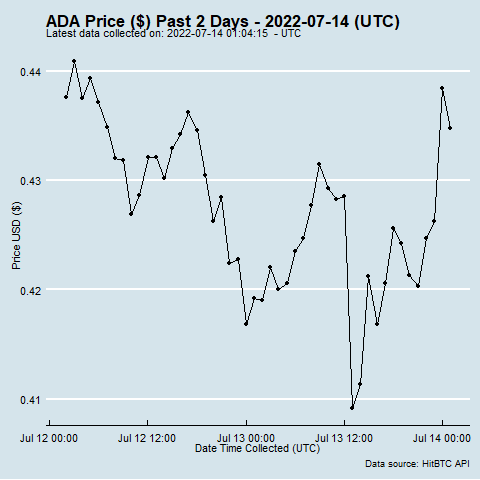 ADA Price ($) Past 2 Days - 2022-07-14 (UTC)
Latest data collected on: 2022-07-14 01:04:15 - UTC
Price USD ($)
0.44
0.43
0.42
0.41
Jul 12 00:00 Jul 12 12:00 Jul 13 00:00 Jul 13 12:00 Jul 14 00:00
Date Time Collected (UTC)
Data source: HitBTC API